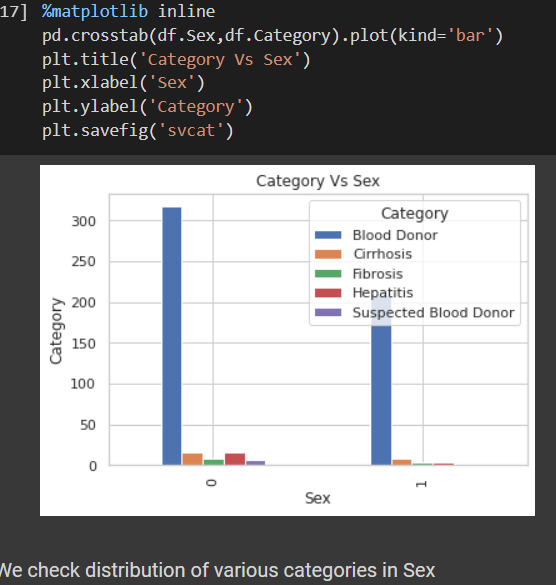 17] %matplotlib inline
pd.crosstab(df.Sex,df.Category).plot(kind='bar')
plt.title('Category Vs Sex')
plt.xlabel('Sex')
plt.ylabel('Category')
plt.savefig('svcat')
Category Vs Sex
Category
Blood Donor
Cirrhosis
Fibrosis
Hepatitis
Suspected Blood Donor
Category
300
250
200
150
100
50
0
0
1
Sex
We check distribution of various categories in Sex